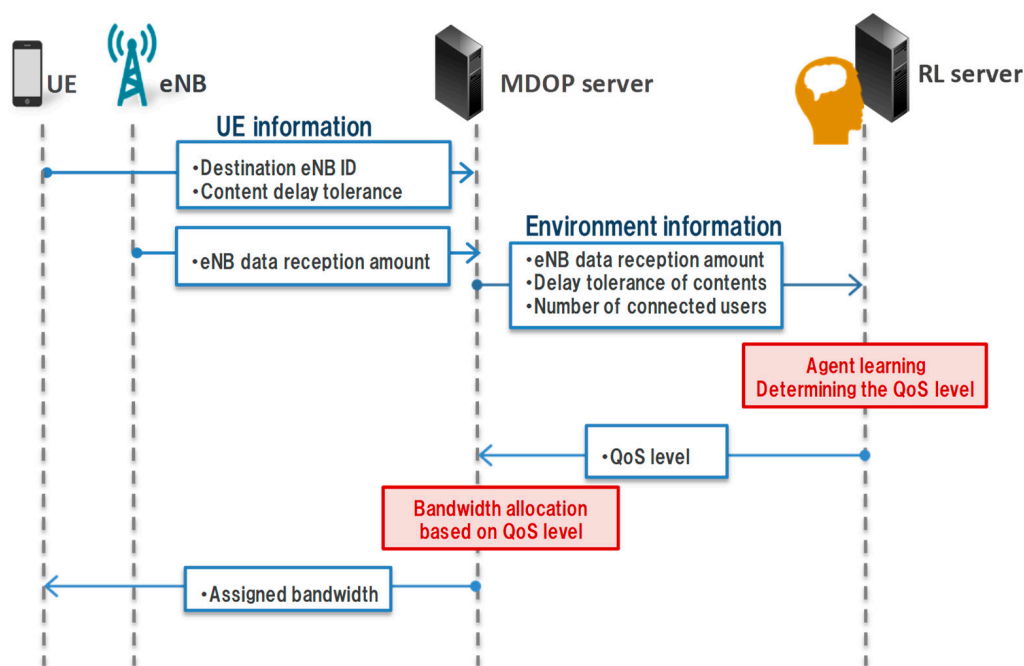 UE
eNB
MDOP server
RL server
UE information
•Destination eNB ID
•Content delay tolerance
•eNB data reception amount
Environment information
•eNB data reception amount
•Delay tolerance of contents
•Number of connected users
Agent learning
Determining the QoS level
•QoS level
Bandwidth allocation
based on QoS level
•Assigned bandwidth